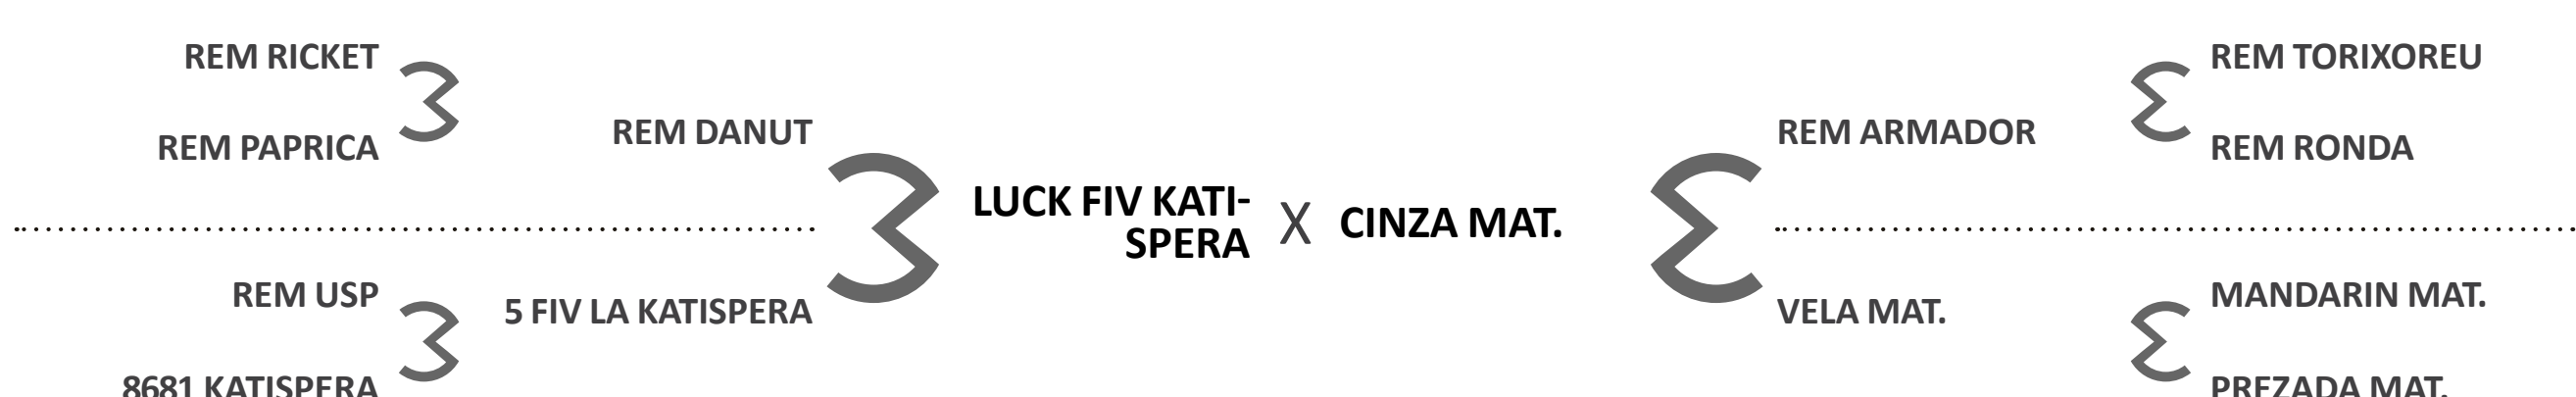 REM RICKET
REM PAPRICA
REM DANUT
REM USP
8681 KATISPERA
5 FIV LA KATISPERA
LUCK FIV KATI-
SPERA
X
CINZA MAT.
REM ARMADOR
VELA MAT.
REM TORIXOREU
REM RONDA
MANDARIN MAT.
PREZADA MAT.